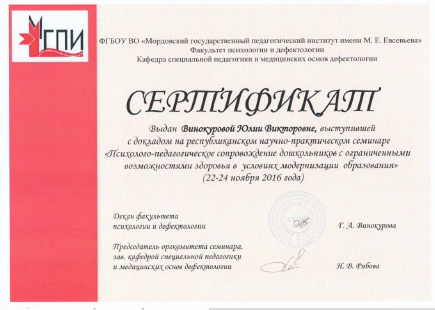 МГПИ
ФГБОУ ВО «Мордовский государственный педагогический институт имени М. Е. Евсевьева»
Факультет психологии и дефектологии
Кафедра специальной педагогики и медицинских основ дефектологии
СЕРТИФИКАТ
Выдан Винокуровой Юлии Викторовне, выступившей
с докладом на республиканском научно-практическом семинаре
«Психолого-педагогическое сопровождение дошкольников с ограниченными
возможностями здоровья в условиях модернизации образования»
(22-24 ноября 2016 года)
Декан факультета
психологии и дефектологии
Г. А. Винокурова
Председатель оргкомитета семинара,
зав. кафедрой специальной педагогики
и медицинских основ дефектологии
Н. В. Рябова